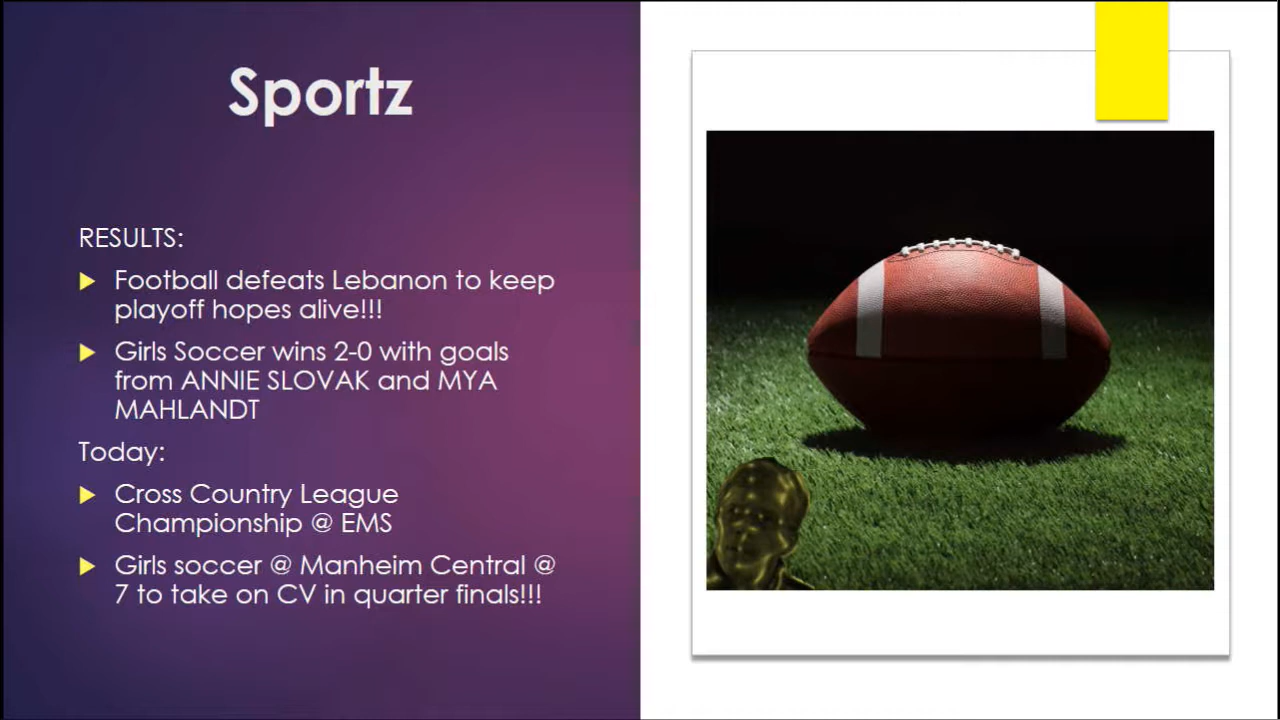 Sportz
RESULTS:
Football defeats Lebanon to keep
playoff hopes alive!!!
Girls Soccer wins 2-0 with goals
from ANNIE SLOVAK and MYA
MAHLANDT
Today:
Cross Country League
Championship @ EMS
Girls soccer @ Manheim Central @
7 to take on CV in quarter finals!!!